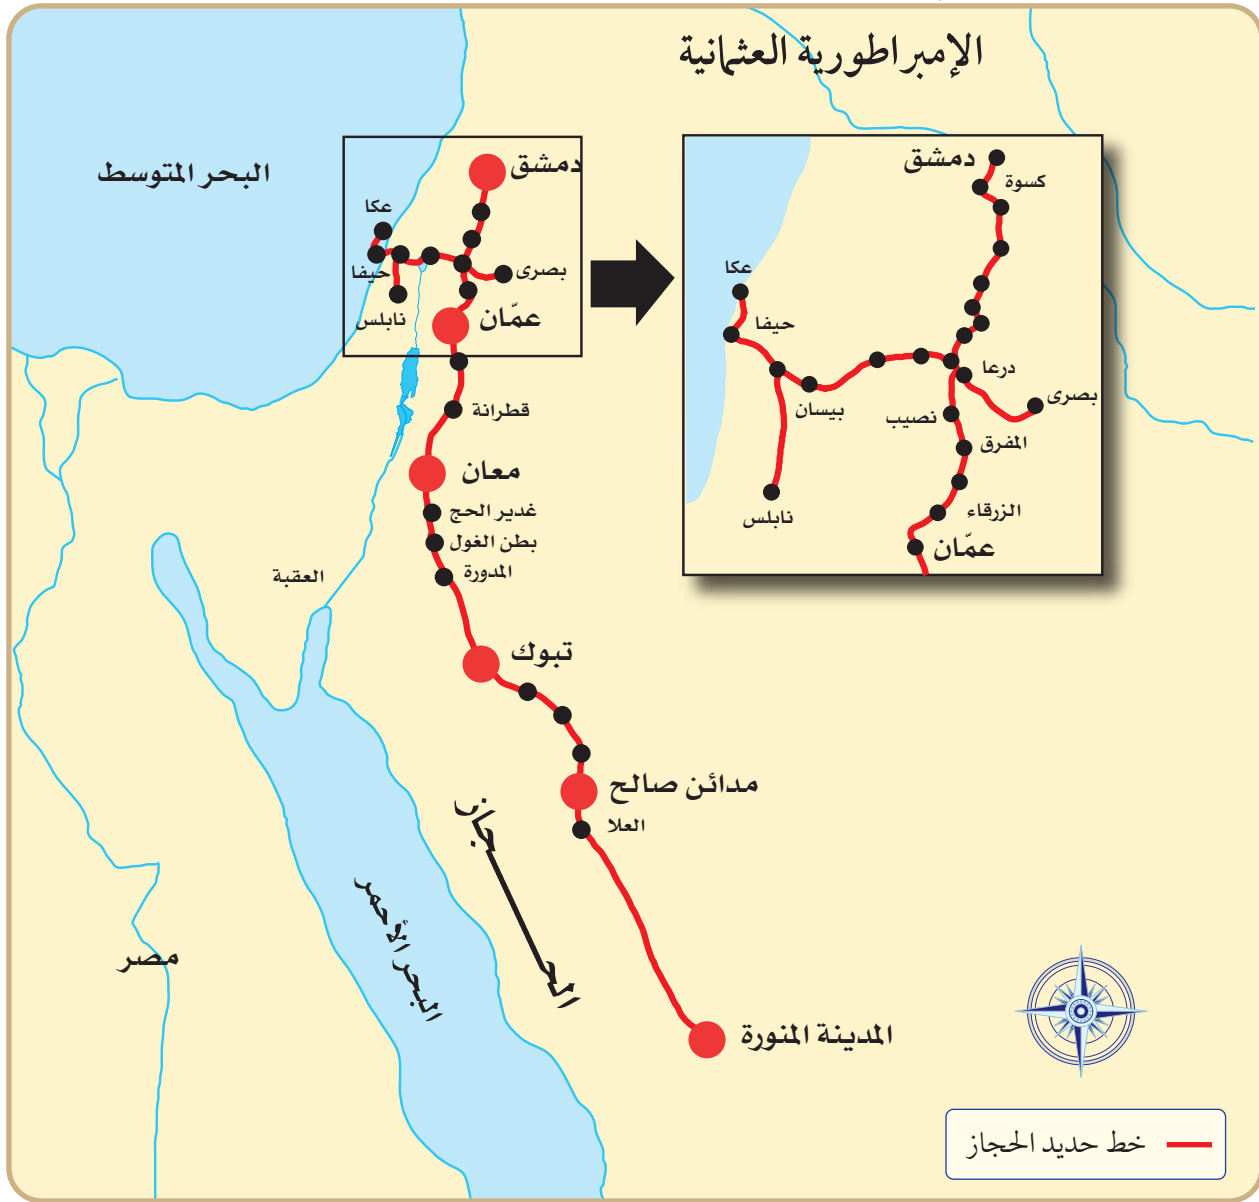 الإمبراطورية العثمانية
البحر المتوسط
دمشق
عكا
حيفا
بصرى
نابلس
عمّان
قطرانة
معان
غدير الحج
بطن الغول
المدورة
العقبة
تبوك
مدائن صالح
العلا
الحجاز
البحر الأحمر
مصر
المدينة المنورة
دمشق
كسوة
عكا
حيفا
درعا
بصرى
بيسان
نصيب
المفرق
نابلس
الزرقاء
عمّان
خط حديد الحجاز